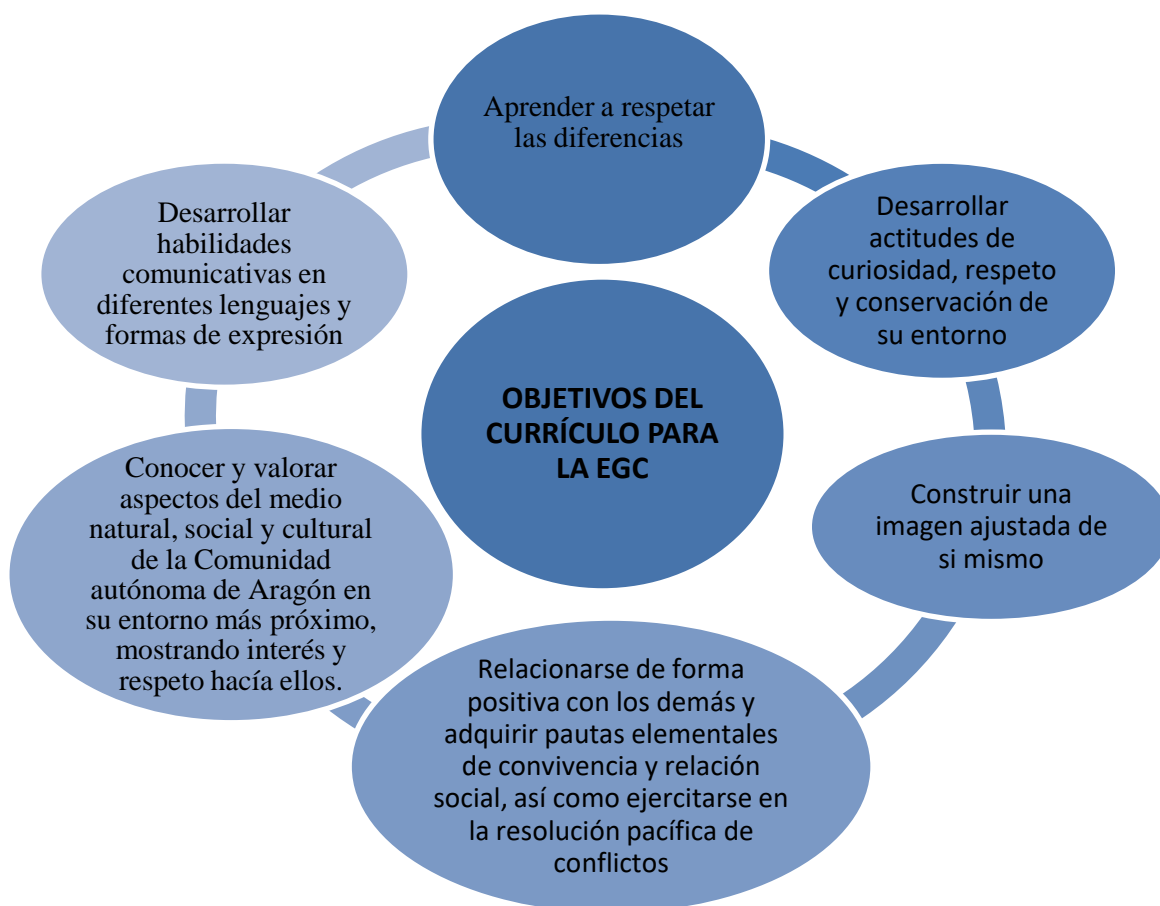 Aprender a respetar
las diferencias
Desarrollar
actitudes de
curiosidad, respeto
y conservación de
su entorno
Construir una
imagen ajustada de
si mismo
Relacionarse de forma
positiva con los demás y
adquirir pautas elementales
de convivencia y relación
social, así como ejercitarse en
la resolución pacífica de
conflictos
Conocer y valorar
aspectos del medio
natural, social y cultural
de la Comunidad
autónoma de Aragón en
su entorno más próximo,
mostrando interés y
respeto hacía ellos.
Desarrollar
habilidades
comunicativas en
diferentes lenguajes y
formas de expresión
OBJETIVOS DEL
CURRÍCULO PARA
LA EGC